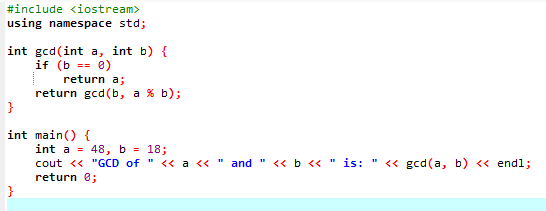 #include <iostream>
using namespace std;

int gcd(int a, int b) {
    if (b == 0)
        return a;
    return gcd(b, a % b);
}

int main() {
    int a = 48, b = 18;
    cout << "GCD of " << a << " and " << b << " is: " << gcd(a, b) << endl;
    return 0;
}